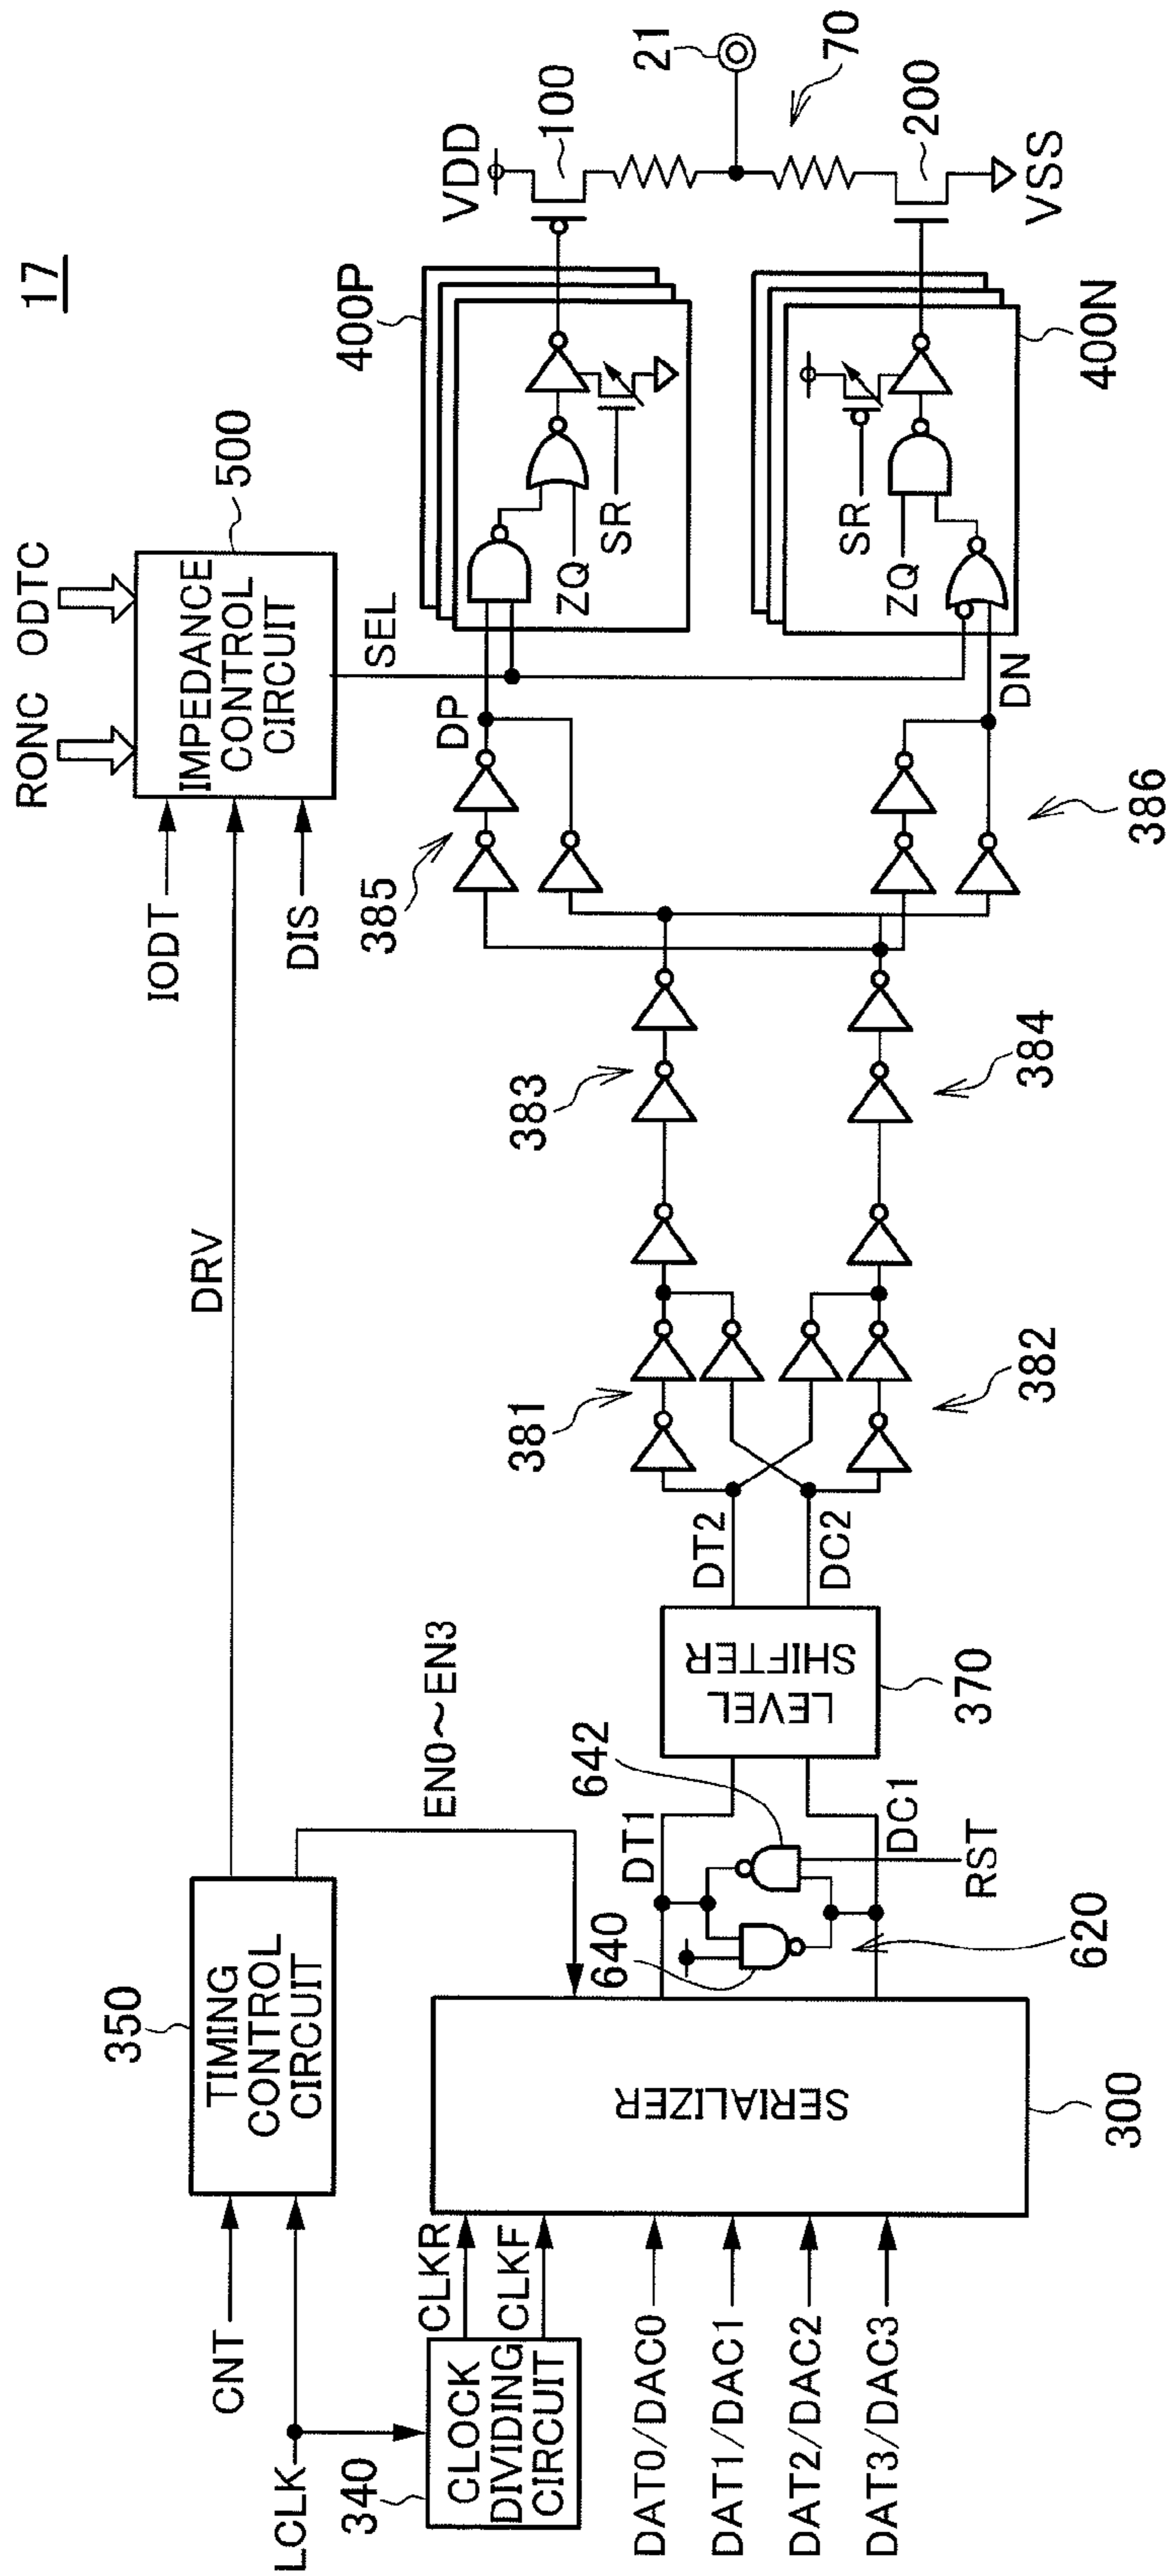 17
RONC
ODTC
IODT
DIS
IMPEDANCE
CONTROL
CIRCUIT
500
SEL
DRV
CNT
LCLK
350
TIMING
CONTROL
CIRCUIT
EN0~EN3
340
CLOCK
DIVIDING
CIRCUIT
CLKR
CLKF
DAT0/DAC0
DAT1/DAC1
DAT2/DAC2
DAT3/DAC3
SERIALIZER
300
DT1
DC1
640
642
620
RST
LEVEL
SHIFTER
370
DT2
DC2
381
382
383
384
385
386
DP
DN
400P
ZQ
SR
400N
SR
ZQ
VDD
100
21
70
200
VSS